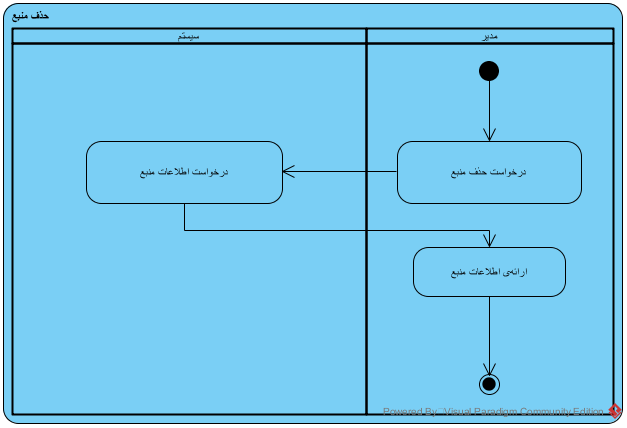 حذف منبع
مدیر
سیستم
درخواست حذف منبع
درخواست اطلاعات منبع
ارائه‌ی اطلاعات منبع
Powered By Visual Paradigm Community Edition